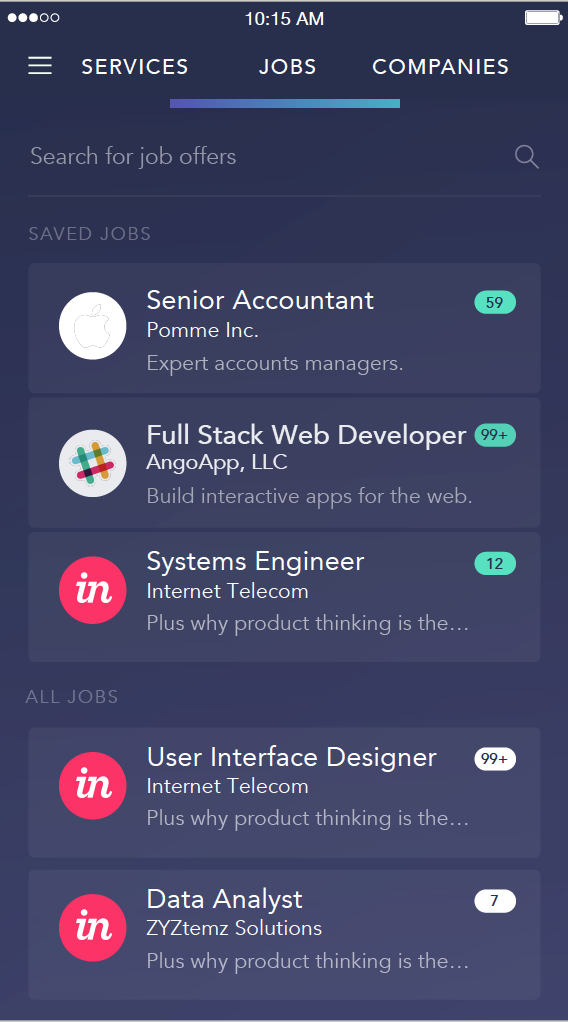 10:15 AM
SERVICES JOBS COMPANIES
Search for job offers
SAVED JOBS
Senior Accountant 59
Pomme Inc.
Expert accounts managers.
Full Stack Web Developer 99+
AngoApp, LLC
Build interactive apps for the web.
in
Systems Engineer 12
Internet Telecom
Plus why product thinking is the...
ALL JOBS
in
User Interface Designer 99+
Internet Telecom
Plus why product thinking is the...
in
Data Analyst 7
ZYZtemz Solutions
Plus why product thinking is the...